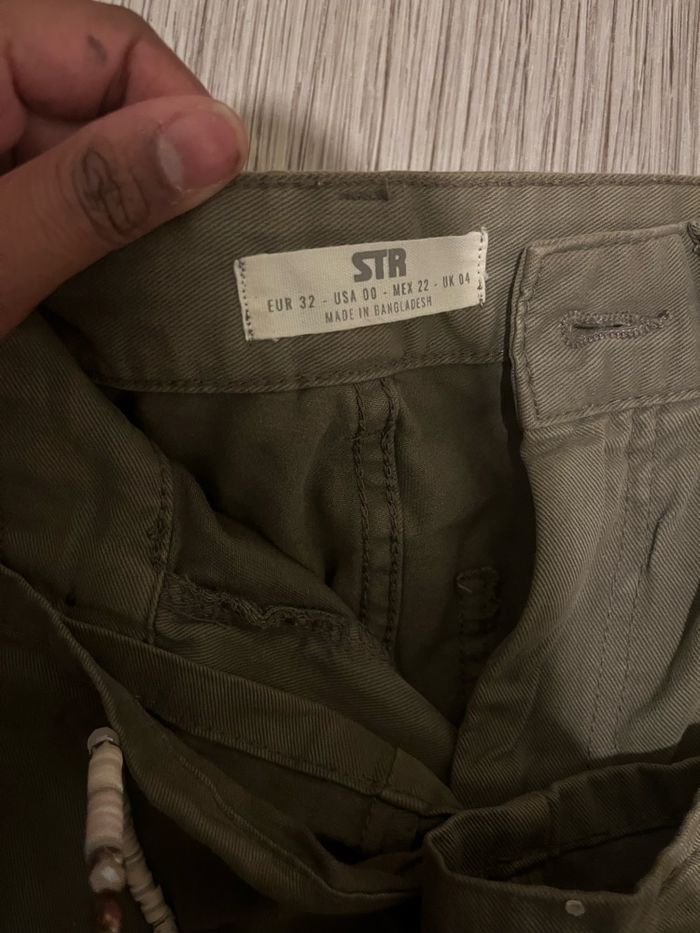 STR
EUR 32 - USA 00 - MEX 22 - UK 04
MADE IN BANGLADESH